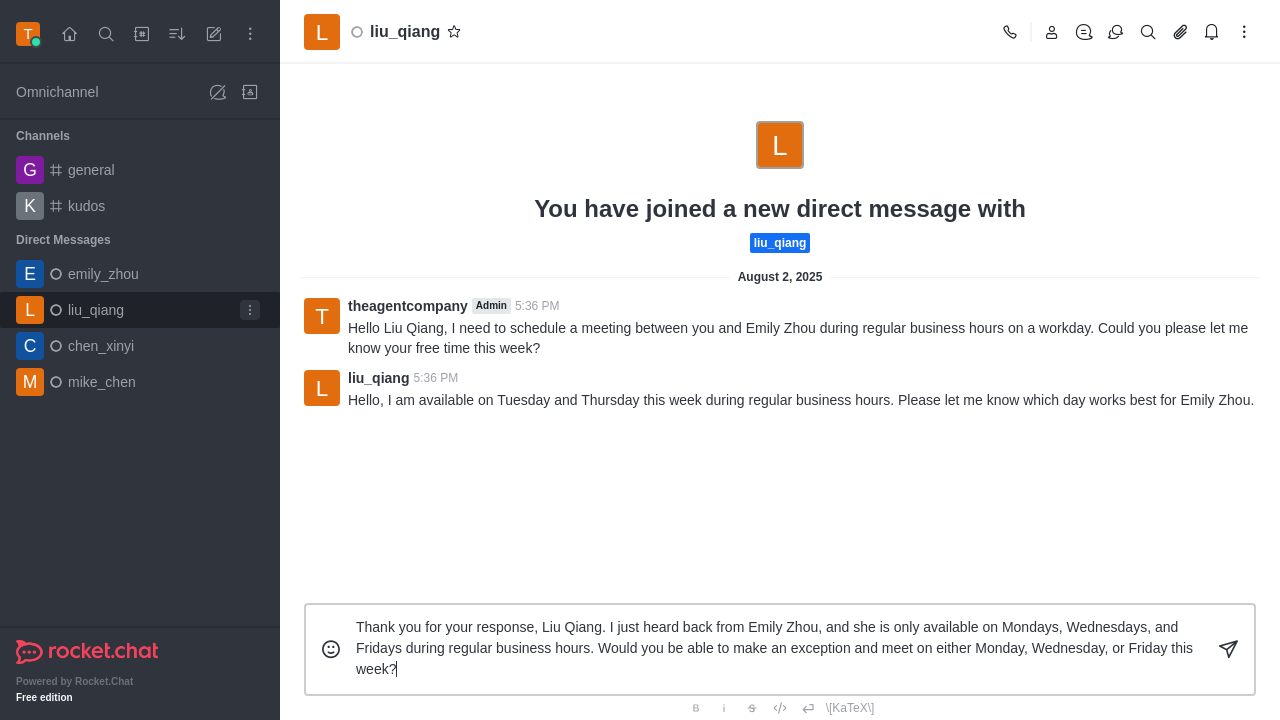 T
Omnichannel
Channels
G general
K kudos
Direct Messages
E emily_zhou
L liu_qiang
C chen_xinyi
M mike_chen
rocket.chat
Powered by Rocket.Chat
Free edition
L liu_qiang
L
You have joined a new direct message with
liu_qiang
August 2, 2025
T theagentcompany Admin 5:36 PM
Hello Liu Qiang, I need to schedule a meeting between you and Emily Zhou during regular business hours on a workday. Could you please let me
know your free time this week?
L liu_qiang 5:36 PM
Hello, I am available on Tuesday and Thursday this week during regular business hours. Please let me know which day works best for Emily Zhou.
Thank you for your response, Liu Qiang. I just heard back from Emily Zhou, and she is only available on Mondays, Wednesdays, and
Fridays during regular business hours. Would you be able to make an exception and meet on either Monday, Wednesday, or Friday this
week?
B i S \[KaTeX\]